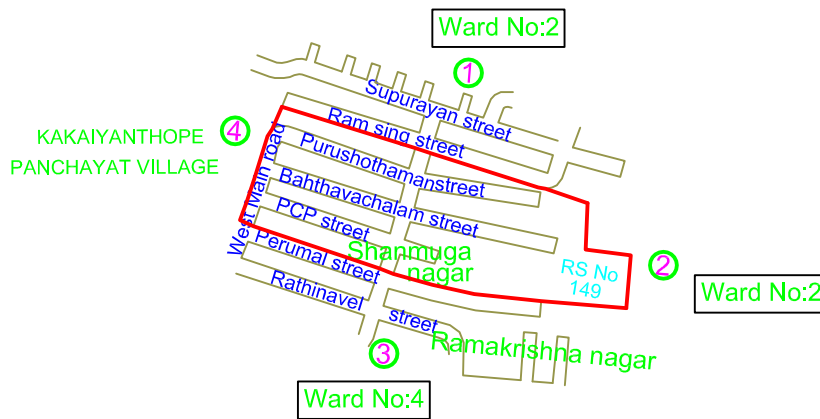 Ward No:2
1
Supurayan street
4
Ram sing street
KAKAIYANTHOPE
PANCHAYAT VILLAGE
Purushothamanstreet
West Main road
Bahthavachalam street
PCP street
Shanmuga
nagar
Perumal street
RS No
149
2
Ward No:2
Rathinavel street
3
Ramakrishna nagar
Ward No:4